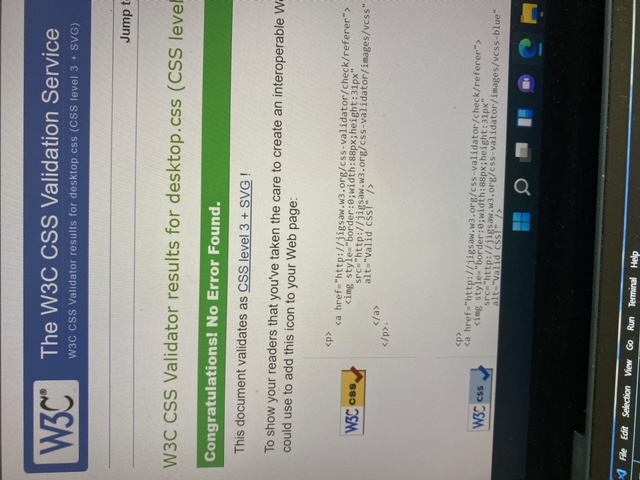 W3C®
The W3C CSS Validation Service
W3C CSS Validator results for desktop.css (CSS level 3 + SVG)
Jump t
W3C CSS Validator results for desktop.css (CSS level
Congratulations! No Error Found.
This document validates as CSS level 3 + SVG !
To show your readers that you've taken the care to create an interoperable W
could use to add this icon to your Web page:
W3C css
<p>
<a href="http://jigsaw.w3.org/css-validator/check/referer">
<img style="border:0;width:88px;height:31px"
src="http://jigsaw.w3.org/css-validator/images/vcss"
alt="Valid CSS!" />
</a>
</p>
W3C css
<p>
<a href="http://jigsaw.w3.org/css-validator/check/referer">
<img style="border:0;width:88px;height:31px"
src="http://jigsaw.w3.org/css-validator/images/vcss-blue"
alt="Valid CSS!" />
File Edit Selection View Go Run Terminal Help